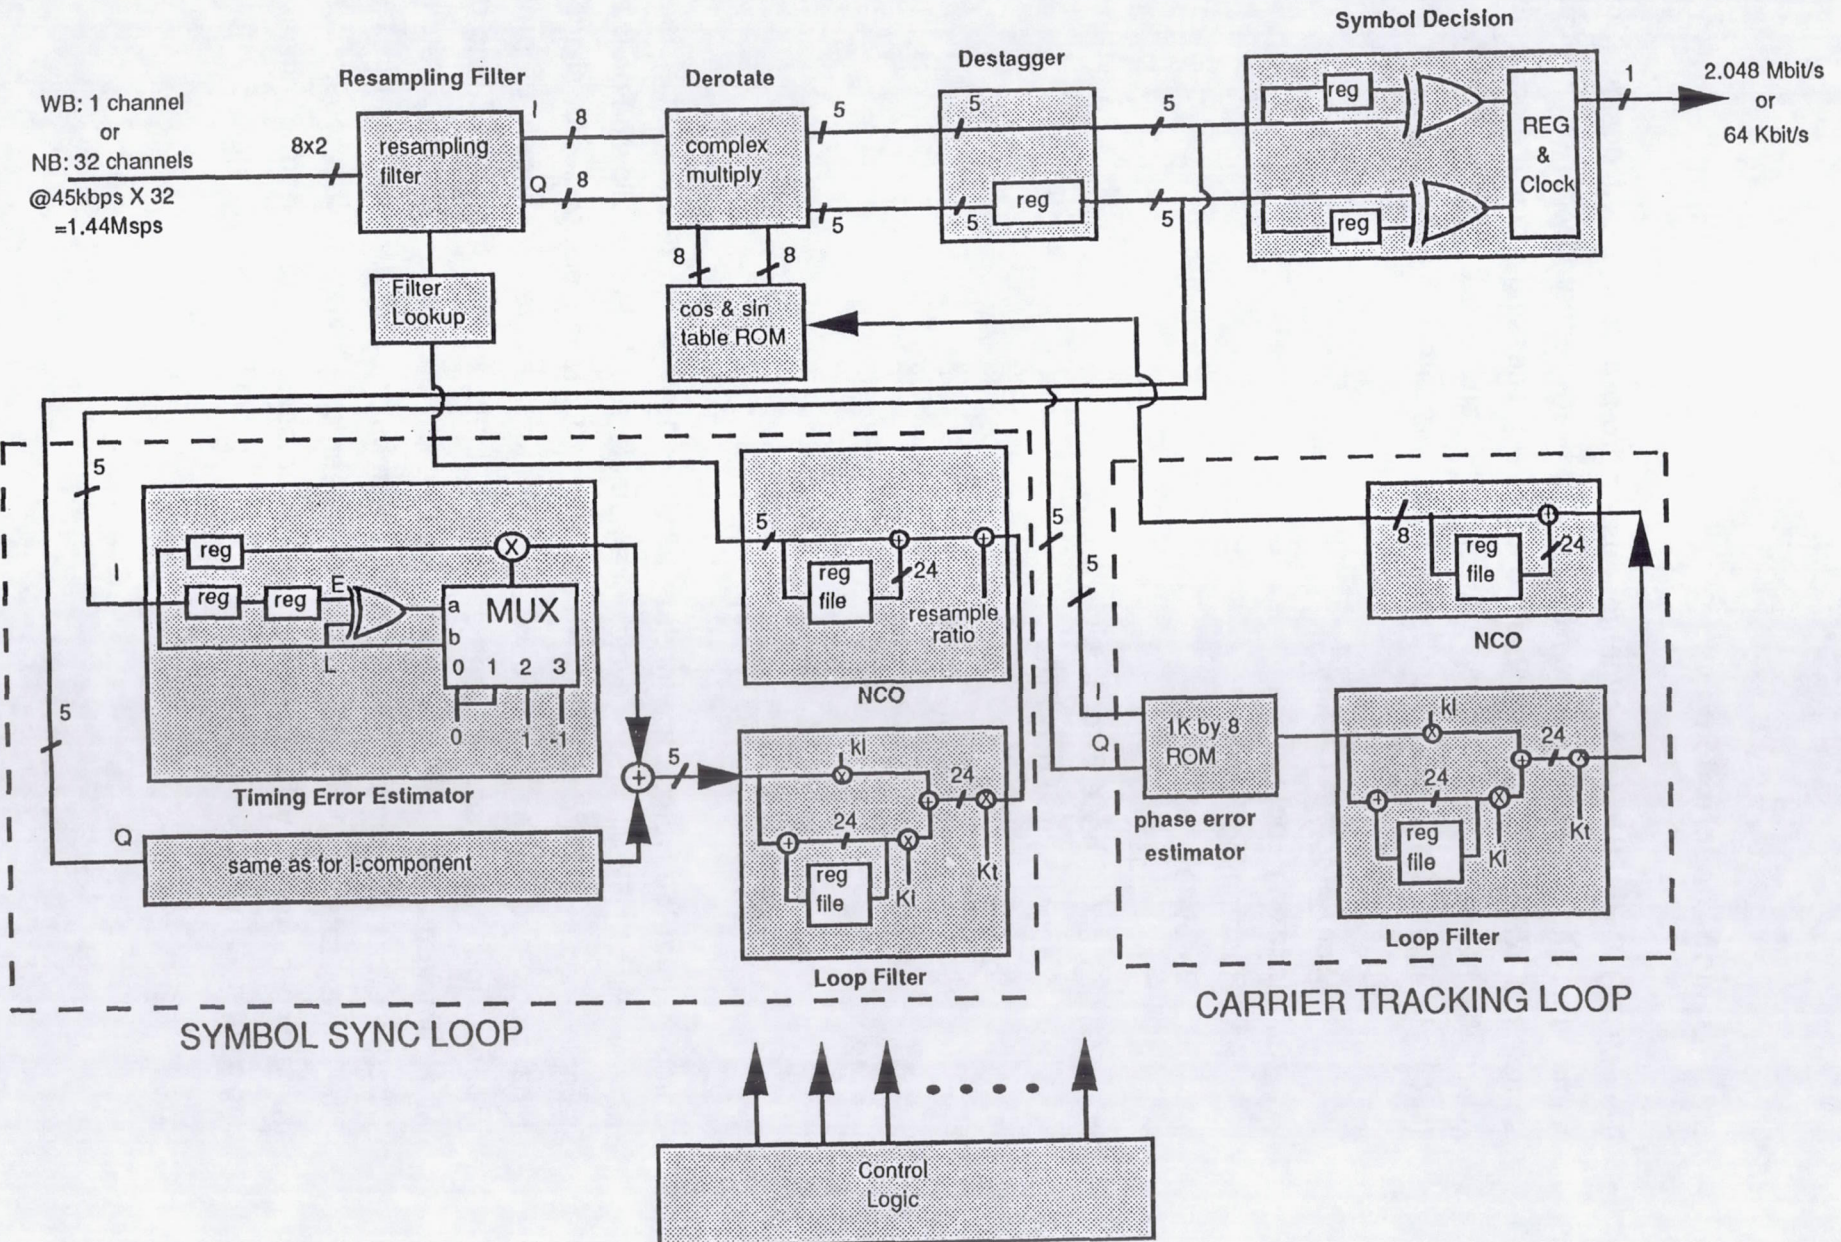 Symbol Decision
Destagger
Resampling Filter
Derotate
WB: 1 channel
or
NB: 32 channels
@45kbps X 32
=1.44Msps
8x2
resampling
filter
I
8
Q
8
complex
multiply
5
5
5
5
reg
5
5
reg
reg
REG
&
Clock
1
2.048 Mbit/s
or
64 Kbit/s
Filter
Lookup
8
8
cos & sin
table ROM
5
I
reg
reg
reg
E
L
X
a
b
MUX
0
1
2
3
0
1
-1
Timing Error Estimator
5
Q
same as for I-component
+
5
5
+
+
reg
file
24
resample
ratio
NCO
kl
x
24
+
x
+
24
x
reg
file
Ki
Kt
Loop Filter
SYMBOL SYNC LOOP
5
5
I
Q
1K by 8
ROM
phase error
estimator
8
+
reg
file
24
NCO
kl
x
24
+
x
+
24
x
reg
file
Ki
Kt
Loop Filter
CARRIER TRACKING LOOP
Control
Logic